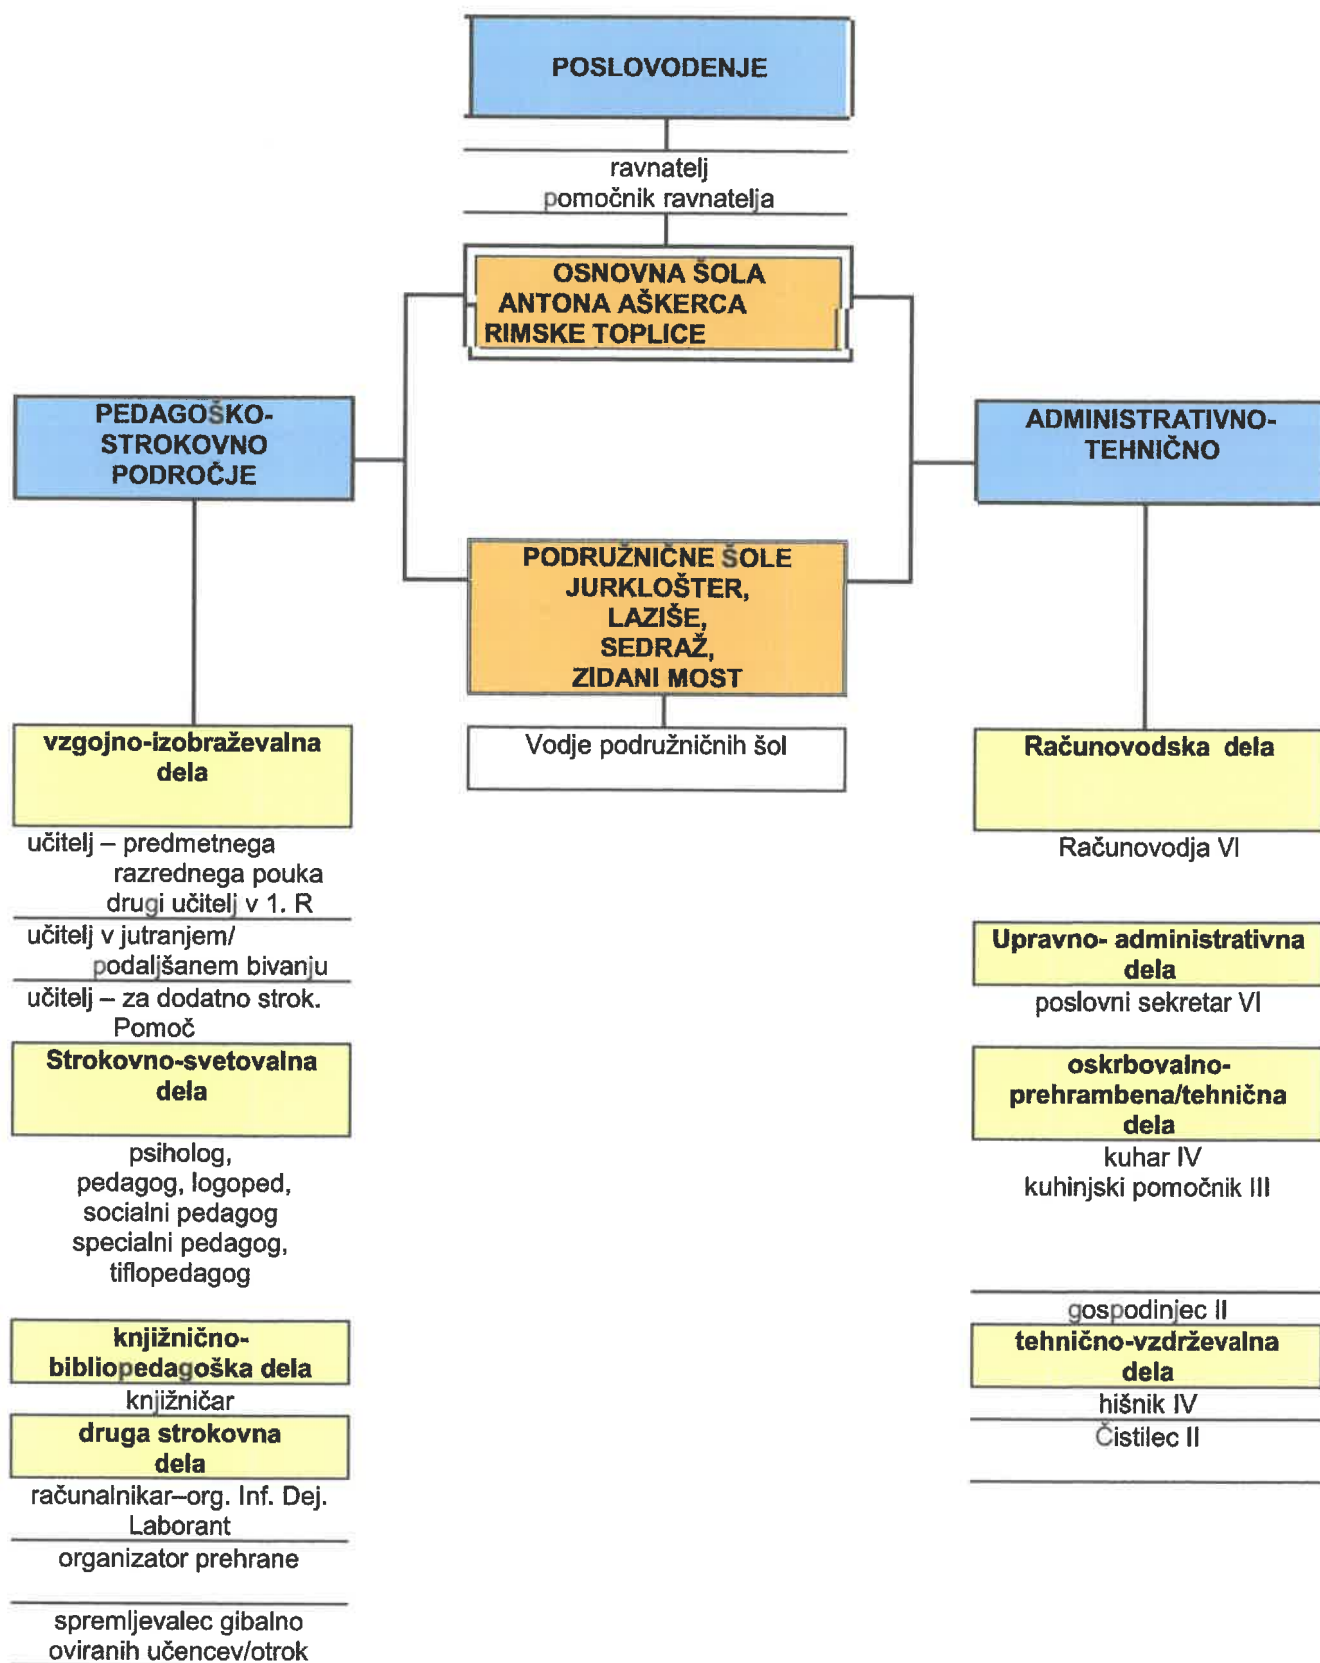 POSLOVODENJE
ravnatelj
pomočnik ravnatelja
OSNOVNA ŠOLA
ANTONA AŠKERCA
RIMSKE TOPLICE
PEDAGOŠKO-
STROKOVNO
PODROČJE
ADMINISTRATIVNO-
TEHNIČNO
PODRUŽNIČNE ŠOLE
JURKLOŠTER,
LAZIŠE,
SEDRAŽ,
ZIDANI MOST
Vodje podružničnih šol
vzgojno-izobraževalna
dela
učitelj – predmetnega
razrednega pouka
drugi učitelj v 1. R
učitelj v jutranjem/
podaljšanem bivanju
učitelj – za dodatno strok.
Pomoč
Strokovno-svetovalna
dela
psiholog,
pedagog, logoped,
socialni pedagog
specialni pedagog,
tiflopedagog
knjižnično-
bibliopedagoška dela
knjižničar
druga strokovna
dela
računalnikar–org. Inf. Dej.
Laborant
organizator prehrane
spremljevalec gibalno
oviranih učencev/otrok
Računovodska dela
Računovodja VI
Upravno- administrativna
dela
poslovni sekretar VI
oskrbovalno-
prehrambena/tehnična
dela
kuhar IV
kuhinjski pomočnik III
gospodinjec II
tehnično-vzdrževalna
dela
hišnik IV
Čistilec II